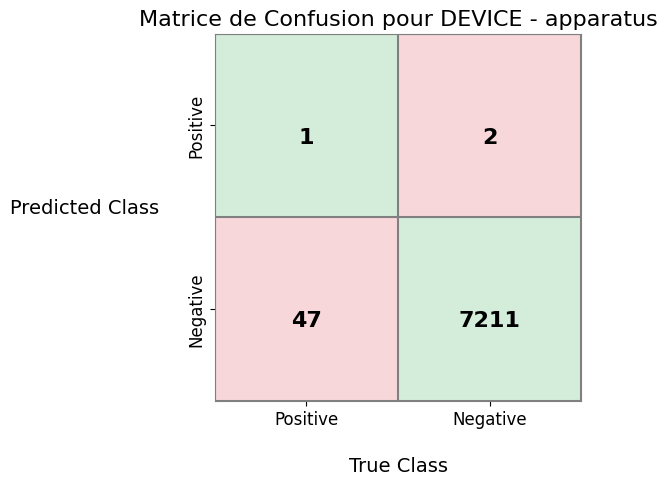 Matrice de Confusion pour DEVICE - apparatus
Positive
1
2
Predicted Class
Negative
47
7211
Positive
Negative
True Class